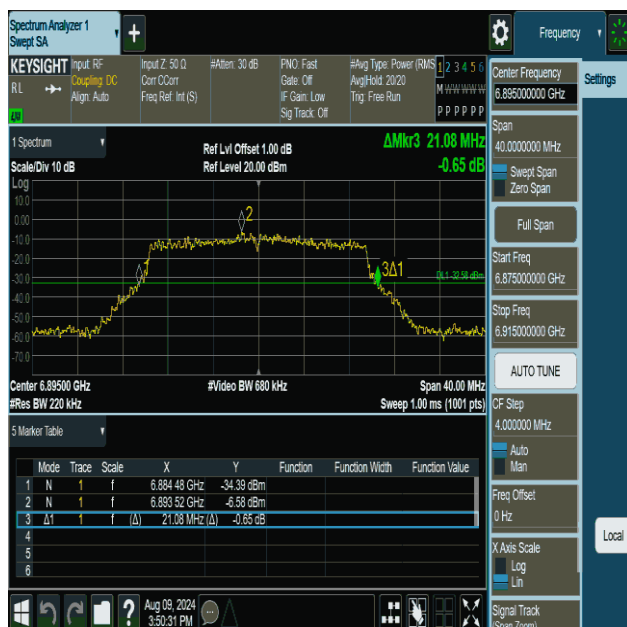 Spectrum Analyzer 1
Swept SA
Frequency
KEYSIGHT
RL
LXI
Input: RF
Coupling: DC
Align: Auto
Input Z: 50 Ω
Corr CCorr
Freq Ref: Int (S)
#Atten: 30 dB
PNO: Fast
Gate: Off
IF Gain: Low
Sig Track: Off
#Avg Type: Power (RMS
Avg|Hold: 20/20
Trig: Free Run
1 2 3 4 5 6
M W W W W W
P P P P P P
Center Frequency
6.895000000 GHz
Settings
Span
40.0000000 MHz
Swept Span
Zero Span
Full Span
Start Freq
6.875000000 GHz
Stop Freq
6.915000000 GHz
AUTO TUNE
CF Step
4.000000 MHz
Auto
Man
Freq Offset
0 Hz
X Axis Scale
Log
Lin
Signal Track
(Span Zoom)
Local
1 Spectrum
Scale/Div 10 dB
Ref Lvl Offset 1.00 dB
Ref Level 20.00 dBm
ΔMkr3 21.08 MHz
-0.65 dB
Log
10.0
0.00
-10.0
-20.0
-30.0
-40.0
-50.0
-60.0
-70.0
1
2
3Δ1
DL1 -32.58 dBm
Center 6.89500 GHz
#Video BW 680 kHz
Span 40.00 MHz
#Res BW 220 kHz
Sweep 1.00 ms (1001 pts)
5 Marker Table
Mode Trace Scale X Y Function Function Width Function Value
1 N 1 f 6.884 48 GHz -34.39 dBm
2 N 1 f 6.893 52 GHz -6.58 dBm
3 Δ1 1 f (Δ) 21.08 MHz (Δ) -0.65 dB
4
5
6
?
Aug 09, 2024
3:50:31 PM